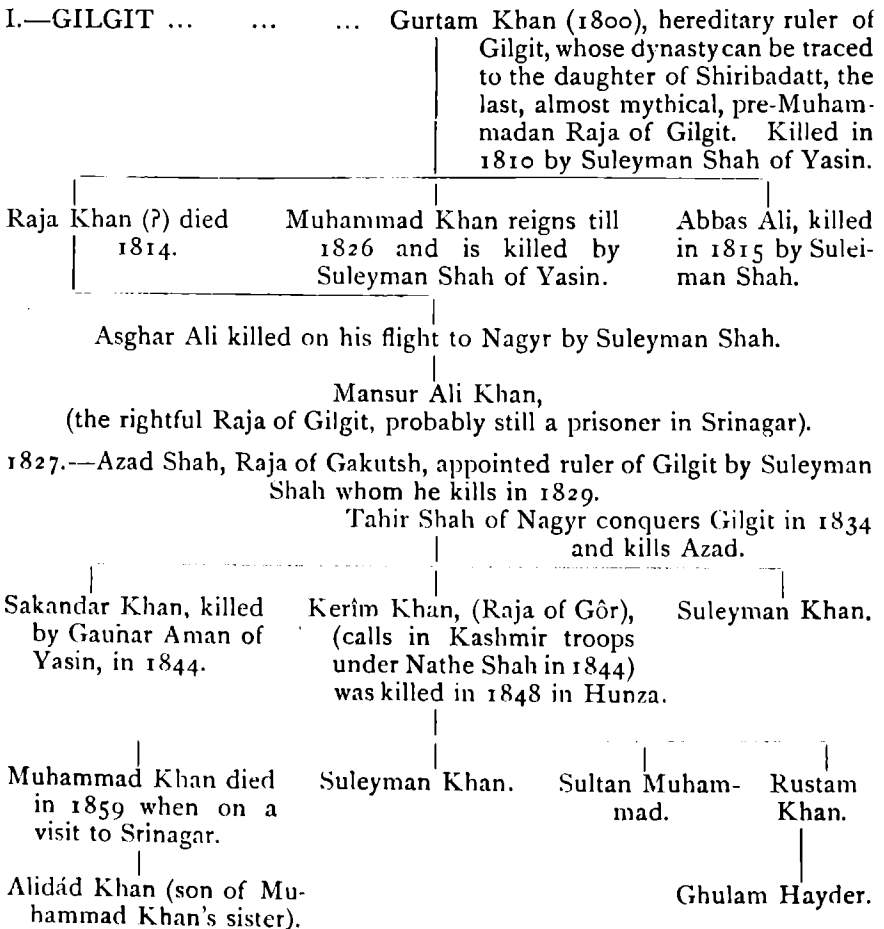 I.—GILGIT ... ... ... Gurtam Khan (1800), hereditary ruler of
Gilgit, whose dynasty can be traced
to the daughter of Shiribadatt, the
last, almost mythical, pre-Muham-
madan Raja of Gilgit. Killed in
1810 by Suleyman Shah of Yasin.
Raja Khan (?) died
1814.
Muhammad Khan reigns till
1826 and is killed by
Suleyman Shah of Yasin.
Abbas Ali, killed
in 1815 by Sulei-
man Shah.
Asghar Ali killed on his flight to Nagyr by Suleyman Shah.
Mansur Ali Khan,
(the rightful Raja of Gilgit, probably still a prisoner in Srinagar).
1827.—Azad Shah, Raja of Gakutsh, appointed ruler of Gilgit by Suleyman
Shah whom he kills in 1829.
Tahir Shah of Nagyr conquers Gilgit in 1834
and kills Azad.
Sakandar Khan, killed
by Gauhar Aman of
Yasin, in 1844.
Kerîm Khan, (Raja of Gôr),
(calls in Kashmir troops
under Nathe Shah in 1844)
was killed in 1848 in Hunza.
Suleyman Khan.
Muhammad Khan died
in 1859 when on a
visit to Srinagar.
Suleyman Khan.
Sultan Muham-
mad.
Rustam
Khan.
Alidád Khan (son of Mu-
hammad Khan's sister).
Ghulam Hayder.